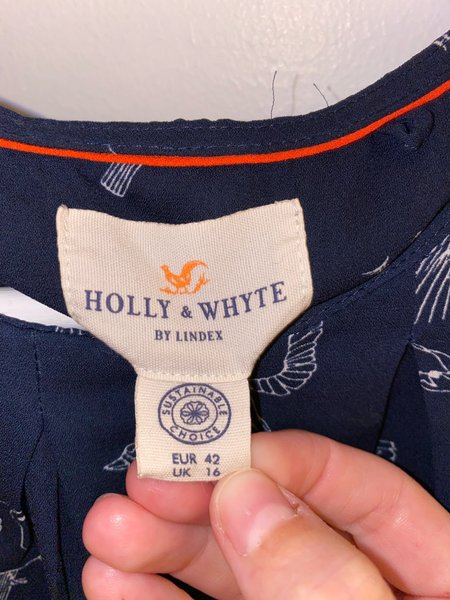 HOLLY & WHYTE
BY LINDEX
SUSTAINABLE
CHOICE
EUR 42
UK 16